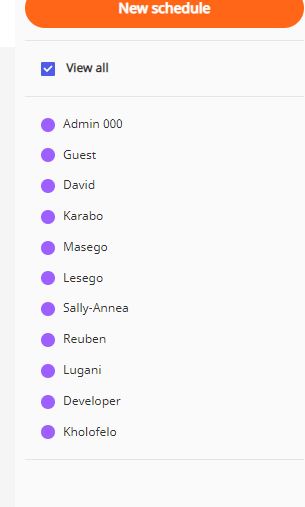 New schedule
View all
Admin 000
Guest
David
Karabo
Masego
Lesego
Sally-Annea
Reuben
Lugani
Developer
Kholofelo